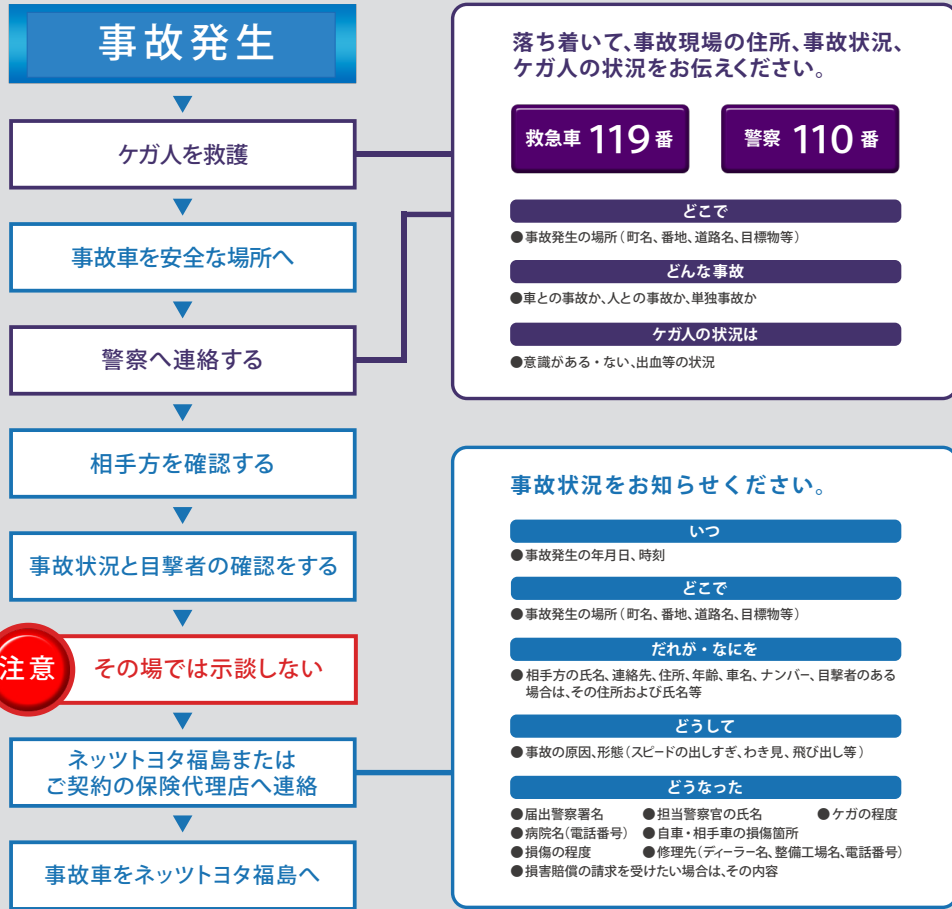 事故発生
ケガ人を救護
事故車を安全な場所へ
警察へ連絡する
相手方を確認する
事故状況と目撃者の確認をする
注意
その場では示談しない
ネッツトヨタ福島または
ご契約の保険代理店へ連絡
事故車をネッツトヨタ福島へ
落ち着いて、事故現場の住所、事故状況、
ケガ人の状況をお伝えください。
救急車 119番
警察 110番
どこで
●事故発生の場所(町名、番地、道路名、目標物等)
どんな事故
●車との事故か、人との事故か、単独事故か
ケガ人の状況は
●意識がある・ない、出血等の状況
事故状況をお知らせください。
いつ
●事故発生の年月日、時刻
どこで
●事故発生の場所(町名、番地、道路名、目標物等)
だれが・なにを
●相手方の氏名、連絡先、住所、年齢、車名、ナンバー、目撃者のある
場合は、その住所および氏名等
どうして
●事故の原因、形態(スピードの出しすぎ、わき見、飛び出し等)
どうなった
●届出警察署名 ●担当警察官の氏名 ●ケガの程度
●病院名(電話番号) ●自車・相手車の損傷箇所
●損傷の程度 ●修理先(ディーラー名、整備工場名、電話番号)
●損害賠償の請求を受けたい場合は、その内容